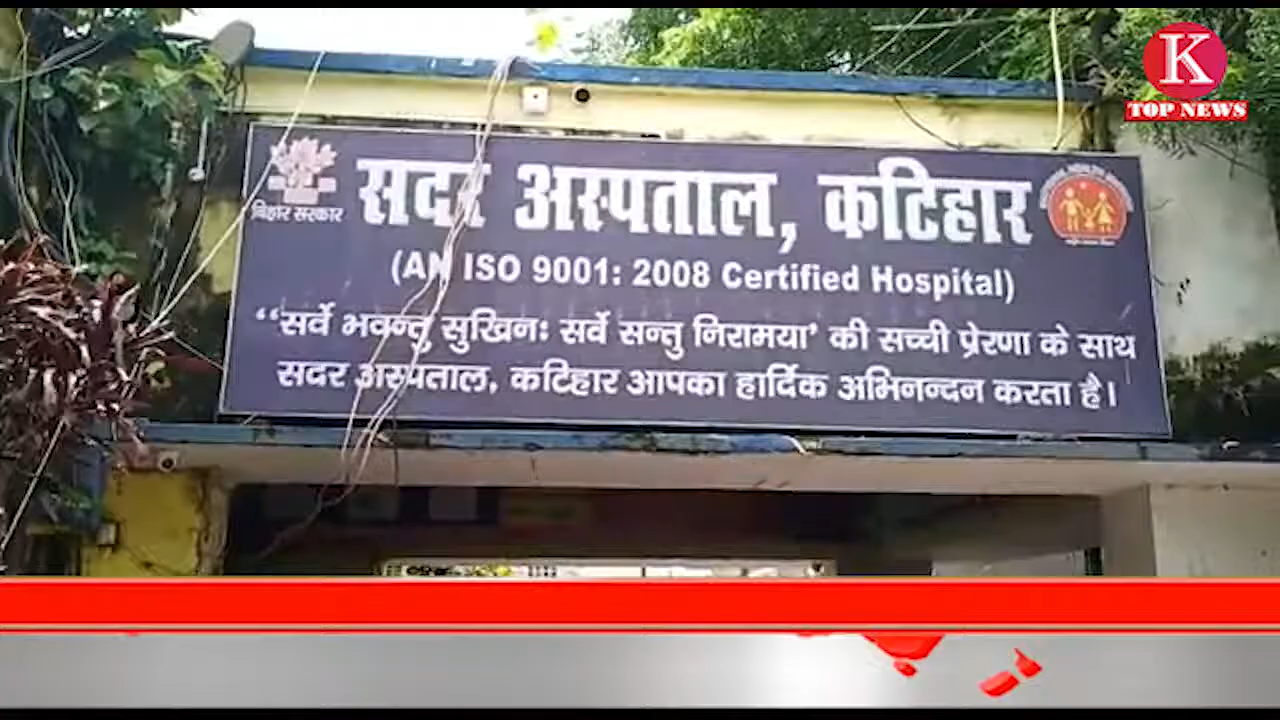 K
TOP NEWS
बिहार सरकार
सदर अस्पताल, कटिहार
(AN ISO 9001: 2008 Certified Hospital)
“सर्वे भवन्तु सुखिनः सर्वे सन्तु निरामया’ की सच्ची प्रेरणा के साथ
सदर अस्पताल, कटिहार आपका हार्दिक अभिनन्दन करता है।